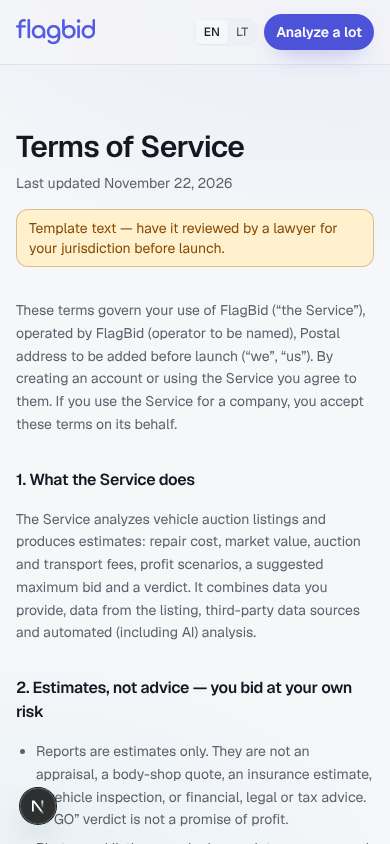 flagbid
EN LT
Analyze a lot
Terms of Service
Last updated November 22, 2026
Template text — have it reviewed by a lawyer for
your jurisdiction before launch.
These terms govern your use of FlagBid (“the Service”),
operated by FlagBid (operator to be named), Postal
address to be added before launch (“we”, “us”). By
creating an account or using the Service you agree to
them. If you use the Service for a company, you accept
these terms on its behalf.
1. What the Service does
The Service analyzes vehicle auction listings and
produces estimates: repair cost, market value, auction
and transport fees, profit scenarios, a suggested
maximum bid and a verdict. It combines data you
provide, data from the listing, third-party data sources
and automated (including AI) analysis.
2. Estimates, not advice — you bid at your own
risk
• Reports are estimates only. They are not an
appraisal, a body-shop quote, an insurance estimate,
vehicle inspection, or financial, legal or tax advice.
GO” verdict is not a promise of profit.
N